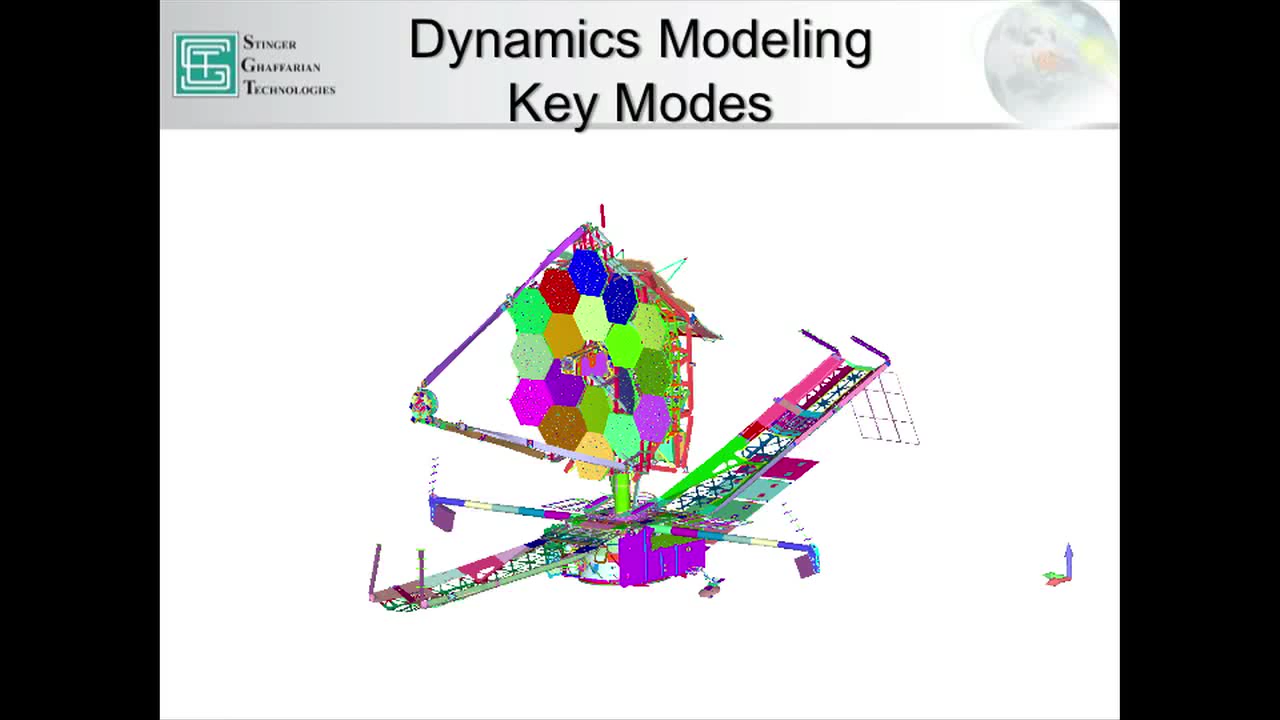 STINGER
GHAFFARIAN
TECHNOLOGIES
Dynamics Modeling
Key Modes